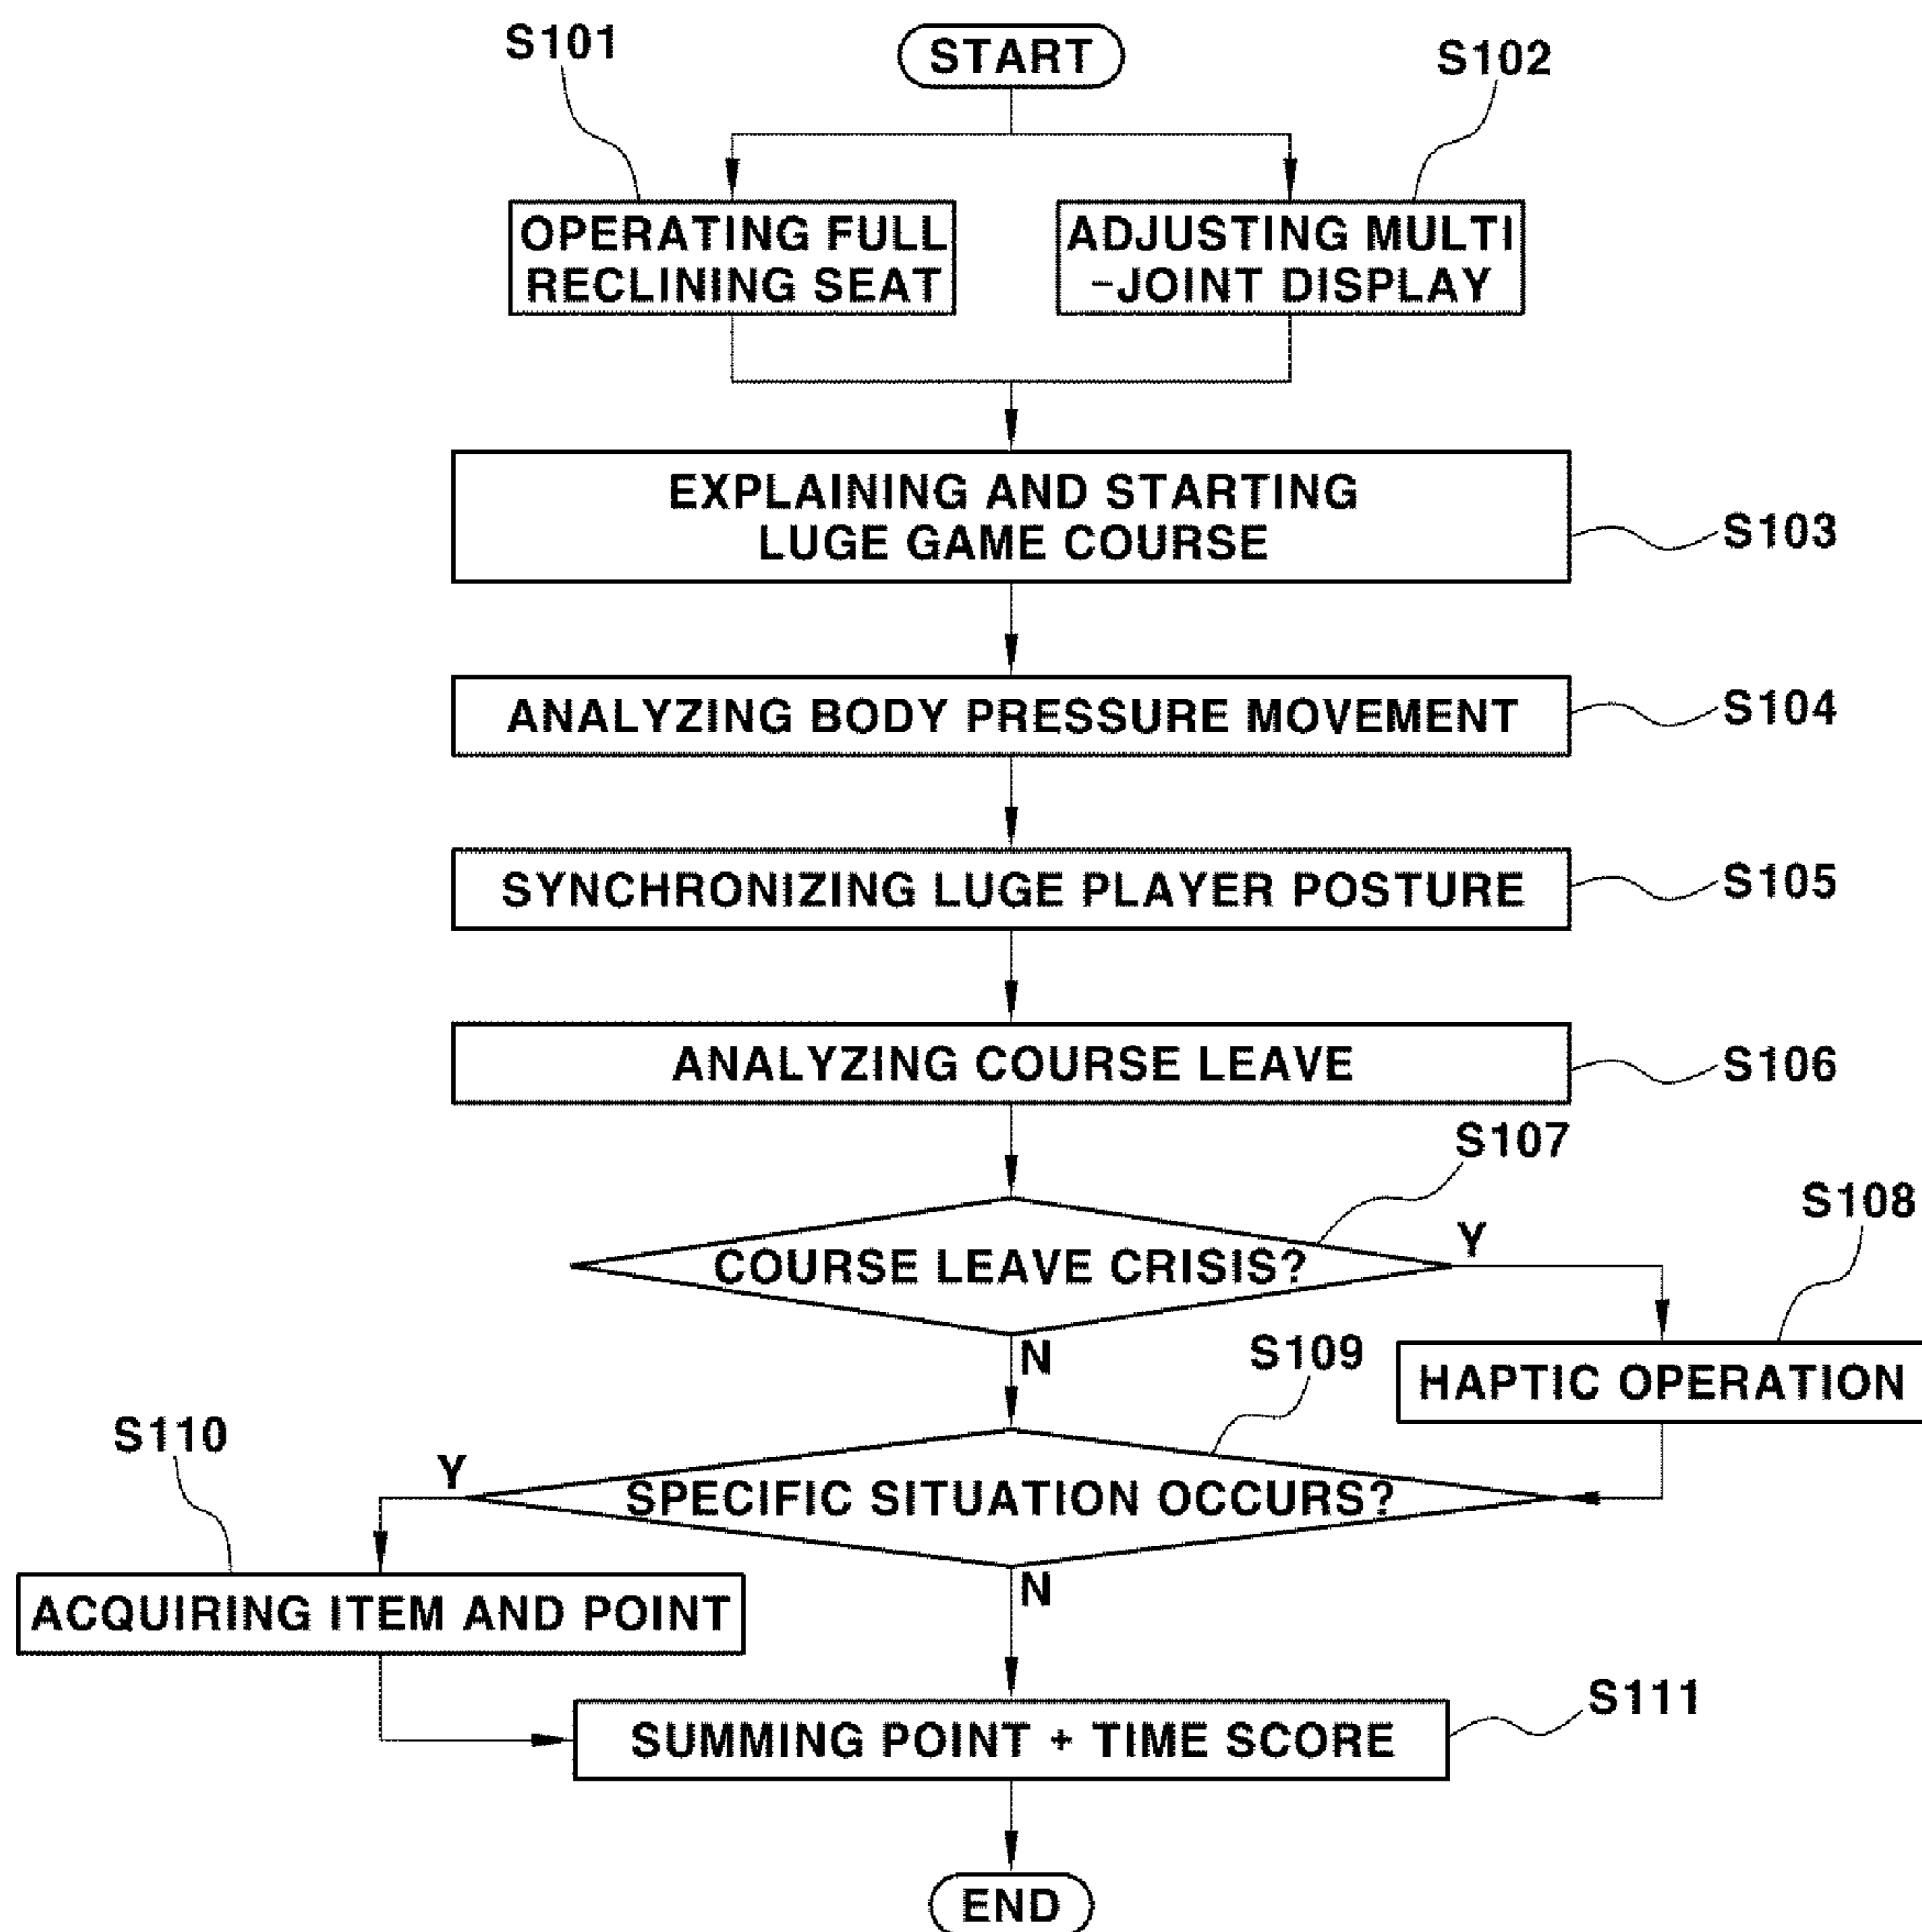 START
S101
S102
OPERATING FULL
RECLINING SEAT
ADJUSTING MULTI
-JOINT DISPLAY
EXPLAINING AND STARTING
LUGE GAME COURSE
S103
ANALYZING BODY PRESSURE MOVEMENT
S104
SYNCHRONIZING LUGE PLAYER POSTURE
S105
ANALYZING COURSE LEAVE
S106
S107
COURSE LEAVE CRISIS?
Y
S108
N
HAPTIC OPERATION
S109
S110
Y
SPECIFIC SITUATION OCCURS?
N
ACQUIRING ITEM AND POINT
S111
SUMMING POINT + TIME SCORE
END